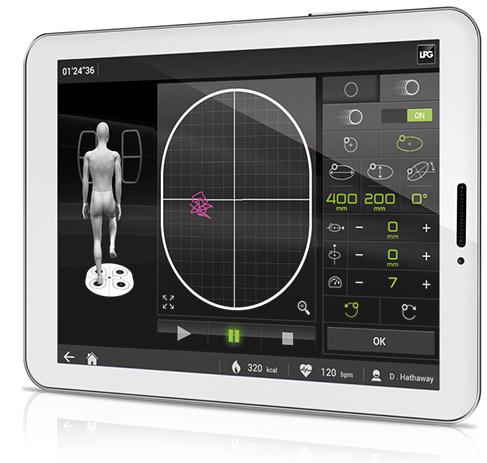 LPG
01'24"36
ON
400 200 0°
mm mm
− 0 +
mm
− 0 +
mm
− 7 +
OK
320 kcal
120 bpm
D . Hathaway